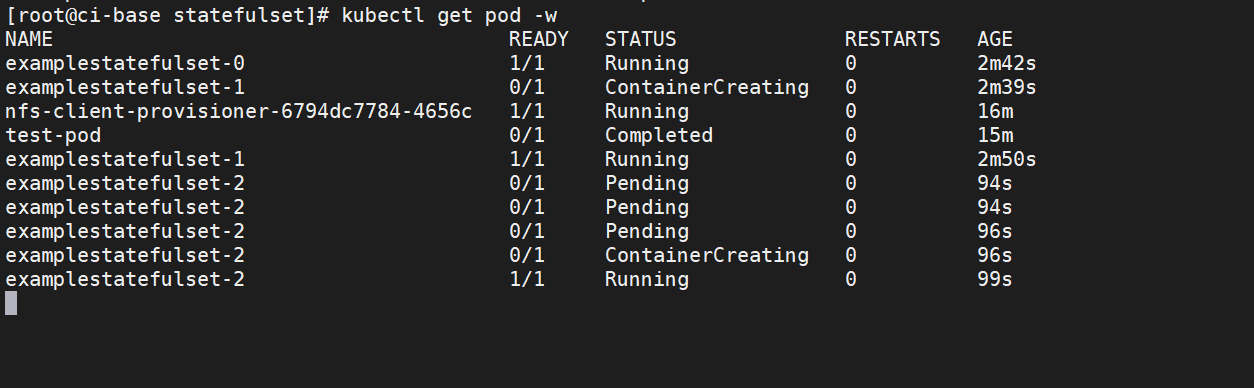 [root@ci-base statefulset]# kubectl get pod -w
NAME READY STATUS RESTARTS AGE
examplestatefulset-0 1/1 Running 0 2m42s
examplestatefulset-1 0/1 ContainerCreating 0 2m39s
nfs-client-provisioner-6794dc7784-4656c 1/1 Running 0 16m
test-pod 0/1 Completed 0 15m
examplestatefulset-1 1/1 Running 0 2m50s
examplestatefulset-2 0/1 Pending 0 94s
examplestatefulset-2 0/1 Pending 0 94s
examplestatefulset-2 0/1 Pending 0 96s
examplestatefulset-2 0/1 ContainerCreating 0 96s
examplestatefulset-2 1/1 Running 0 99s